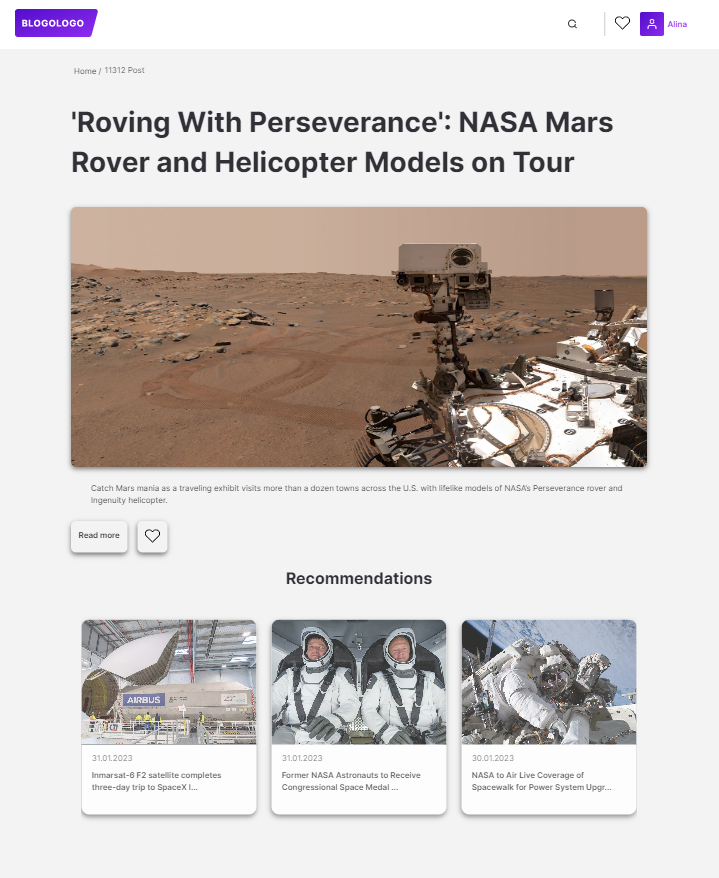 BLOGOLOGO
Alina
Home / 11312 Post
'Roving With Perseverance': NASA Mars
Rover and Helicopter Models on Tour
Catch Mars mania as a traveling exhibit visits more than a dozen towns across the U.S. with lifelike models of NASA's Perseverance rover and
Ingenuity helicopter.
Read more
Recommendations
AIRBUS
31.01.2023
Inmarsat-6 F2 satellite completes
three-day trip to SpaceX l...
31.01.2023
Former NASA Astronauts to Receive
Congressional Space Medal ...
30.01.2023
NASA to Air Live Coverage of
Spacewalk for Power System Upgr...